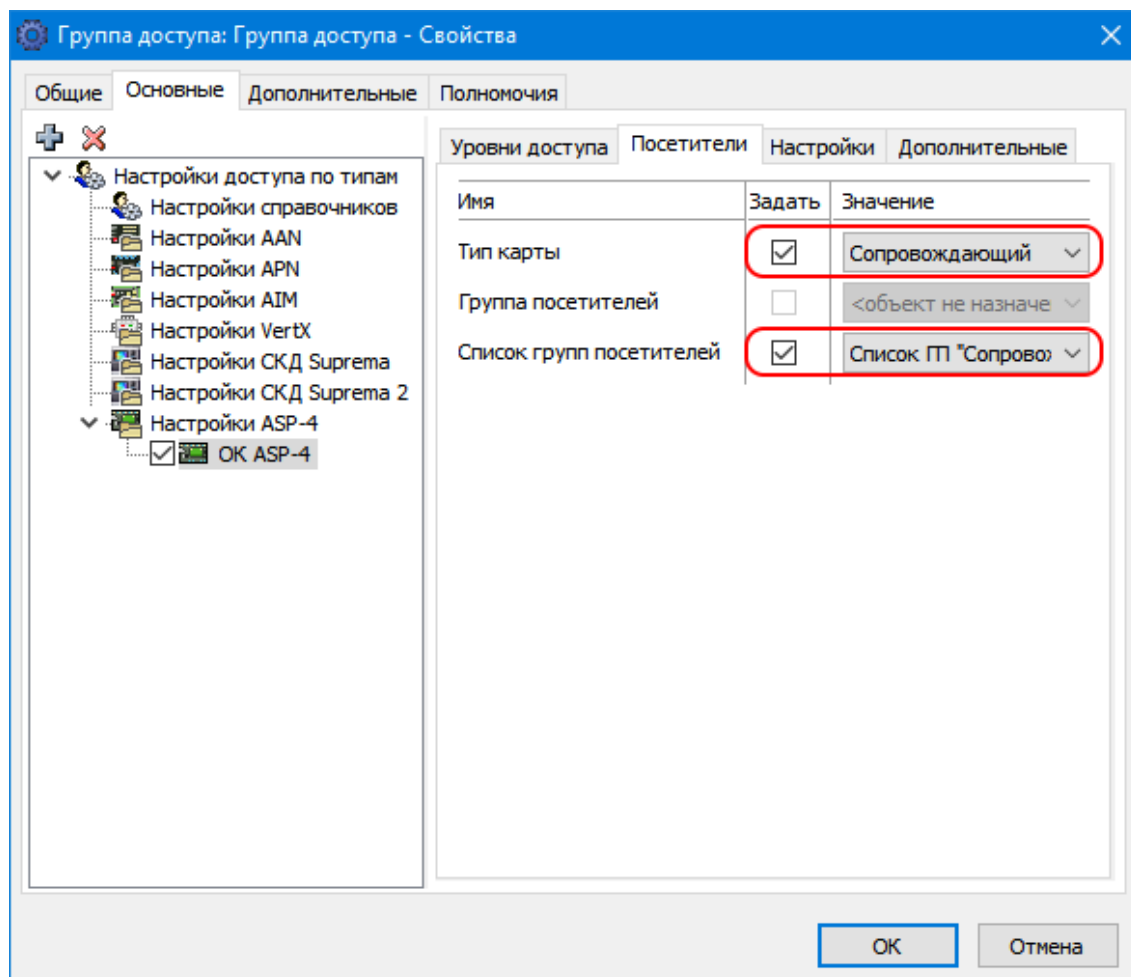 Группа доступа: Группа доступа - Свойства
Общие Основные Дополнительные Полномочия
Настройки доступа по типам
Настройки справочников
Настройки AAN
Настройки APN
Настройки AIM
Настройки VertX
Настройки СКД Suprema
Настройки СКД Suprema 2
Настройки ASP-4
ОК ASP-4
Уровни доступа Посетители Настройки Дополнительные
Имя Задать Значение
Тип карты Сопровождающий
Группа посетителей <объект не назначе
Список групп посетителей Список ГП "Сопрово
ОК Отмена